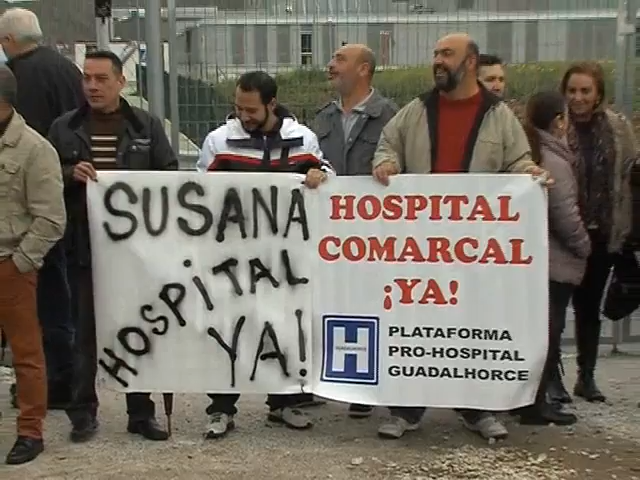 SUSANA
HOSPITAL
YA!
HOSPITAL
COMARCAL
¡YA!
H
PLATAFORMA
PRO-HOSPITAL
GUADALHORCE